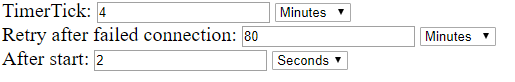 TimerTick: 4 Minutes
Retry after failed connection: 80 Minutes
After start: 2 Seconds